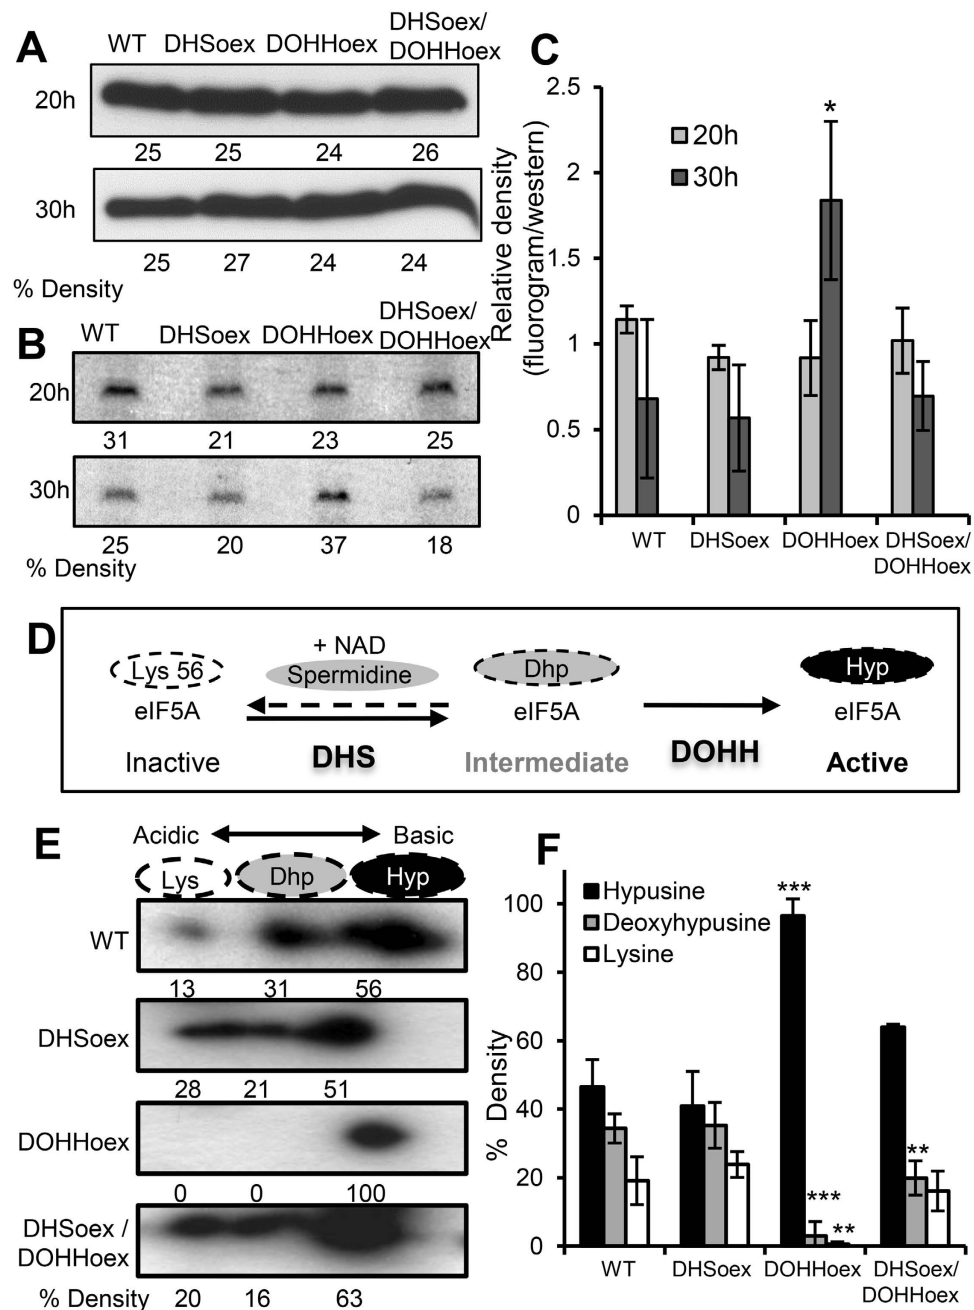 A
WT DHSoex DOHHoex DHSoex/
DOHHoex
20h
25 25 24 26
30h
25 27 24 24
% Density
B
WT DHSoex DOHHoex DHSoex/
DOHHoex
20h
31 21 23 25
30h
25 20 37 18
% Density
C
Relative density
(fluorogram/western)
2.5
2
1.5
1
0.5
0
20h
30h
*
WT DHSoex DOHHoex DHSoex/
DOHHoex
D
Lys 56
eIF5A
Inactive
+ NAD
Spermidine
DHS
Dhp
eIF5A
Intermediate
DOHH
Hyp
eIF5A
Active
E
Acidic Basic
Lys Dhp Hyp
WT
13 31 56
DHSoex
28 21 51
DOHHoex
0 0 100
DHSoex /
DOHHoex
% Density 20 16 63
F
% Density
100
80
60
40
20
0
Hypusine
Deoxyhypusine
Lysine
***
***
**
**
WT DHSoex DOHHoex DHSoex/
DOHHoex